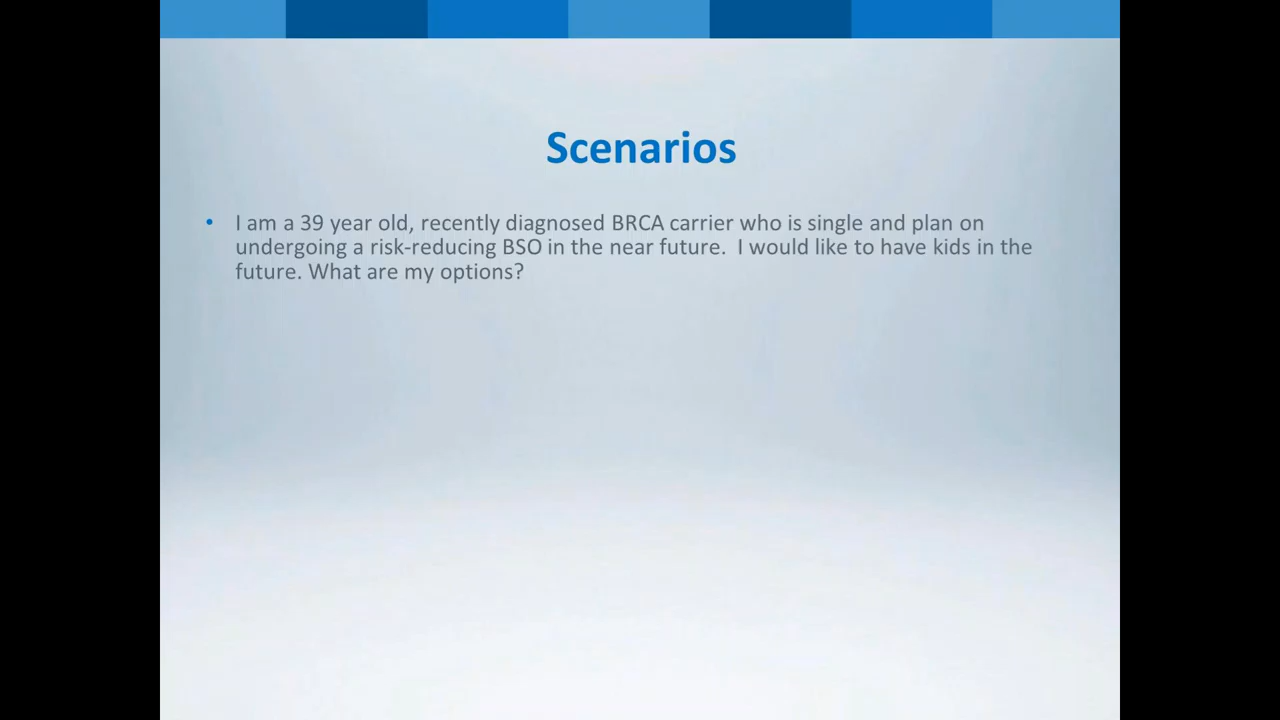 Scenarios
• I am a 39 year old, recently diagnosed BRCA carrier who is single and plan on
undergoing a risk-reducing BSO in the near future.  I would like to have kids in the
future. What are my options?